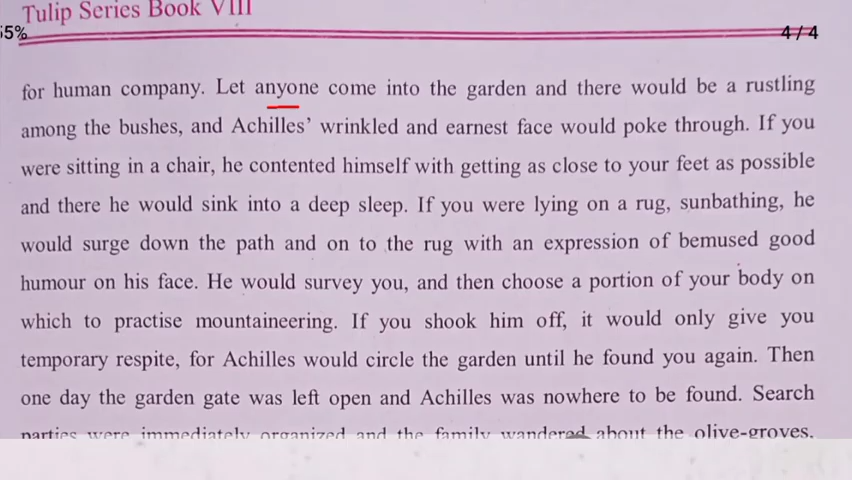 Tulip Series Book VIII
55%
4 / 4
for human company. Let anyone come into the garden and there would be a rustling
among the bushes, and Achilles' wrinkled and earnest face would poke through. If you
were sitting in a chair, he contented himself with getting as close to your feet as possible
and there he would sink into a deep sleep. If you were lying on a rug, sunbathing, he
would surge down the path and on to the rug with an expression of bemused good
humour on his face. He would survey you, and then choose a portion of your body on
which to practise mountaineering. If you shook him off, it would only give you
temporary respite, for Achilles would circle the garden until he found you again. Then
one day the garden gate was left open and Achilles was nowhere to be found. Search
parties were immediately organized and the family wandered about the olive-groves,